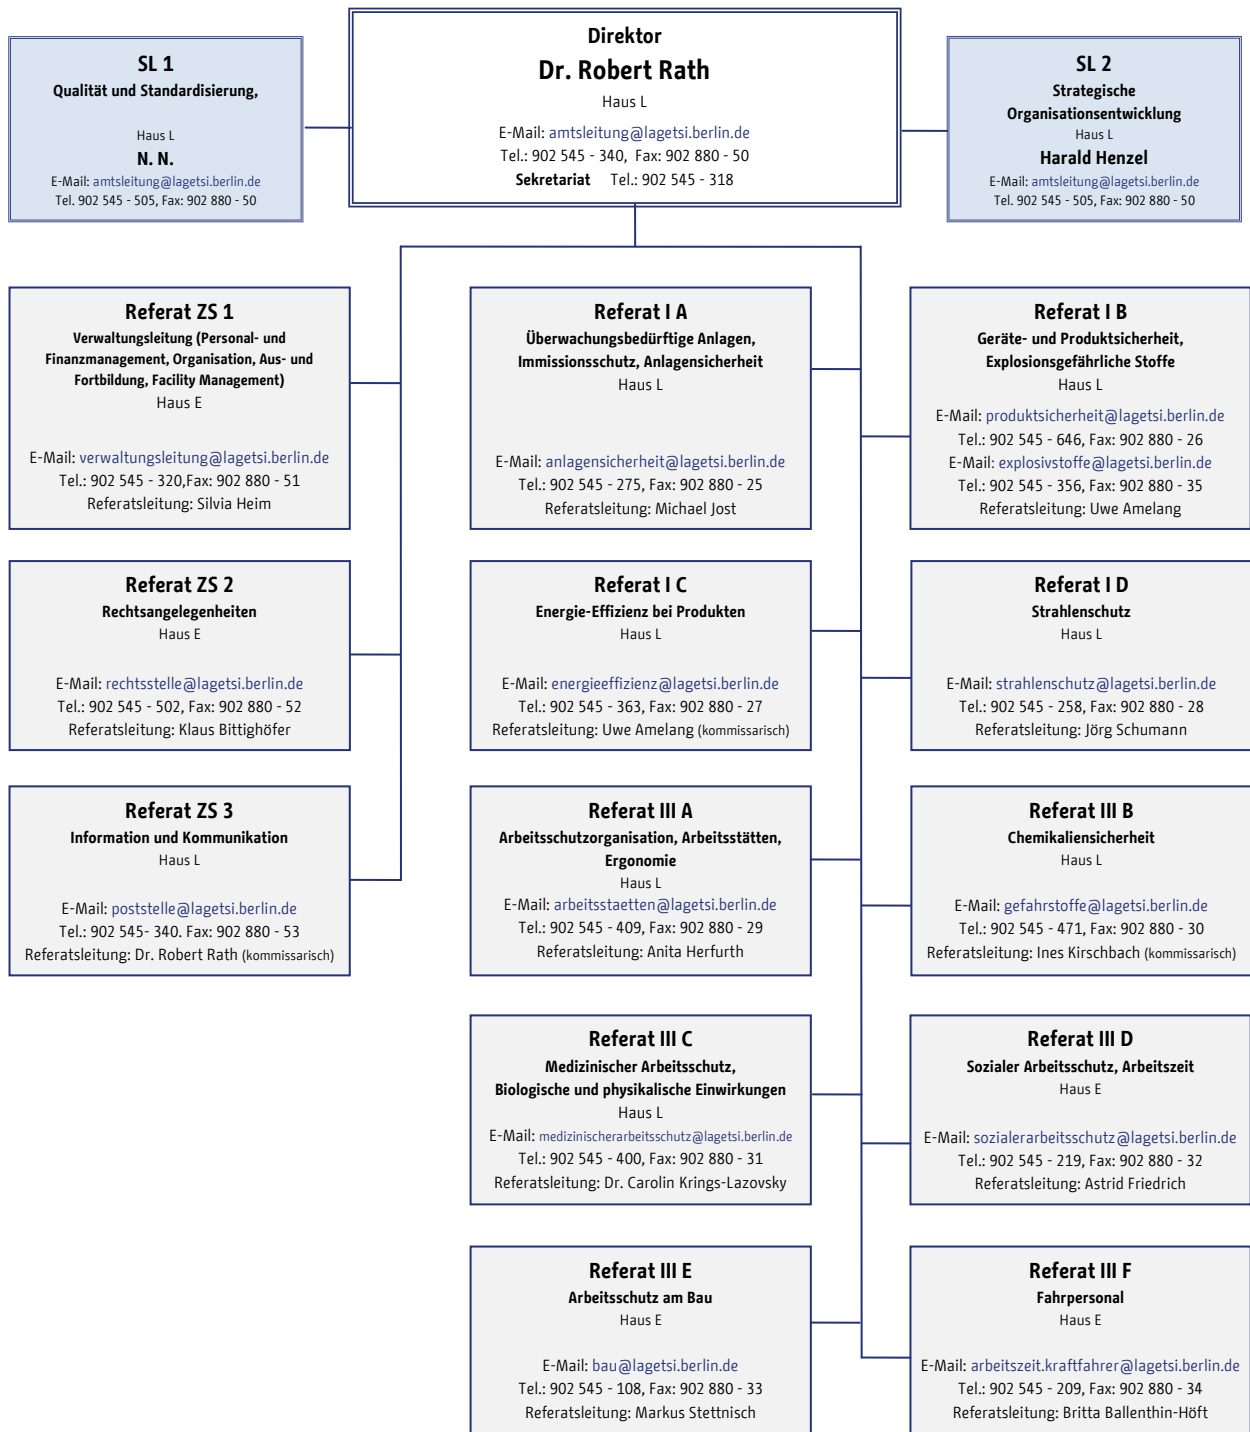 Direktor
Dr. Robert Rath
Haus L
E-Mail: amtsleitung@lagetsi.berlin.de
Tel.: 902 545 - 340, Fax: 902 880 - 50
Sekretariat Tel.: 902 545 - 318
SL 1
Qualität und Standardisierung,
Haus L
N. N.
E-Mail: amtsleitung@lagetsi.berlin.de
Tel. 902 545 - 505, Fax: 902 880 - 50
SL 2
Strategische
Organisationsentwicklung
Haus L
Harald Henzel
E-Mail: amtsleitung@lagetsi.berlin.de
Tel. 902 545 - 505, Fax: 902 880 - 50
Referat ZS 1
Verwaltungsleitung (Personal- und
Finanzmanagement, Organisation, Aus- und
Fortbildung, Facility Management)
Haus E
E-Mail: verwaltungsleitung@lagetsi.berlin.de
Tel.: 902 545 - 320,Fax: 902 880 - 51
Referatsleitung: Silvia Heim
Referat I A
Überwachungsbedürftige Anlagen,
Immissionsschutz, Anlagensicherheit
Haus L
E-Mail: anlagensicherheit@lagetsi.berlin.de
Tel.: 902 545 - 275, Fax: 902 880 - 25
Referatsleitung: Michael Jost
Referat I B
Geräte- und Produktsicherheit,
Explosionsgefährliche Stoffe
Haus L
E-Mail: produktsicherheit@lagetsi.berlin.de
Tel.: 902 545 - 646, Fax: 902 880 - 26
E-Mail: explosivstoffe@lagetsi.berlin.de
Tel.: 902 545 - 356, Fax: 902 880 - 35
Referatsleitung: Uwe Amelang
Referat ZS 2
Rechtsangelegenheiten
Haus E
E-Mail: rechtsstelle@lagetsi.berlin.de
Tel.: 902 545 - 502, Fax: 902 880 - 52
Referatsleitung: Klaus Bittighöfer
Referat I C
Energie-Effizienz bei Produkten
Haus L
E-Mail: energieeffizienz@lagetsi.berlin.de
Tel.: 902 545 - 363, Fax: 902 880 - 27
Referatsleitung: Uwe Amelang (kommissarisch)
Referat I D
Strahlenschutz
Haus L
E-Mail: strahlenschutz@lagetsi.berlin.de
Tel.: 902 545 - 258, Fax: 902 880 - 28
Referatsleitung: Jörg Schumann
Referat ZS 3
Information und Kommunikation
Haus L
E-Mail: poststelle@lagetsi.berlin.de
Tel.: 902 545- 340. Fax: 902 880 - 53
Referatsleitung: Dr. Robert Rath (kommissarisch)
Referat III A
Arbeitsschutzorganisation, Arbeitsstätten,
Ergonomie
Haus L
E-Mail: arbeitsstaetten@lagetsi.berlin.de
Tel.: 902 545 - 409, Fax: 902 880 - 29
Referatsleitung: Anita Herfurth
Referat III B
Chemikaliensicherheit
Haus L
E-Mail: gefahrstoffe@lagetsi.berlin.de
Tel.: 902 545 - 471, Fax: 902 880 - 30
Referatsleitung: Ines Kirschbach (kommissarisch)
Referat III C
Medizinischer Arbeitsschutz,
Biologische und physikalische Einwirkungen
Haus L
E-Mail: medizinischerarbeitsschutz@lagetsi.berlin.de
Tel.: 902 545 - 400, Fax: 902 880 - 31
Referatsleitung: Dr. Carolin Krings-Lazovsky
Referat III D
Sozialer Arbeitsschutz, Arbeitszeit
Haus E
E-Mail: sozialerarbeitsschutz@lagetsi.berlin.de
Tel.: 902 545 - 219, Fax: 902 880 - 32
Referatsleitung: Astrid Friedrich
Referat III E
Arbeitsschutz am Bau
Haus E
E-Mail: bau@lagetsi.berlin.de
Tel.: 902 545 - 108, Fax: 902 880 - 33
Referatsleitung: Markus Stettnisch
Referat III F
Fahrpersonal
Haus E
E-Mail: arbeitszeit.kraftfahrer@lagetsi.berlin.de
Tel.: 902 545 - 209, Fax: 902 880 - 34
Referatsleitung: Britta Ballenthin-Höft